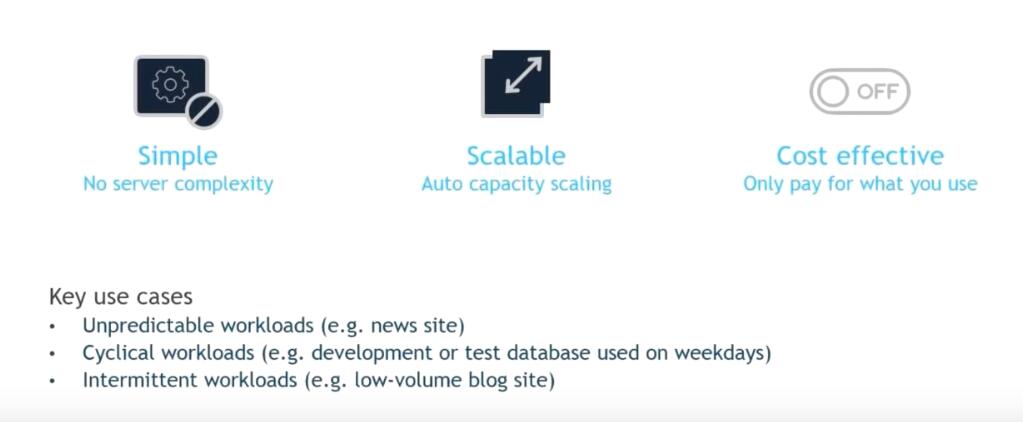 OFF
Simple
No server complexity
Scalable
Auto capacity scaling
Cost effective
Only pay for what you use
Key use cases
• Unpredictable workloads (e.g. news site)
• Cyclical workloads (e.g. development or test database used on weekdays)
• Intermittent workloads (e.g. low-volume blog site)